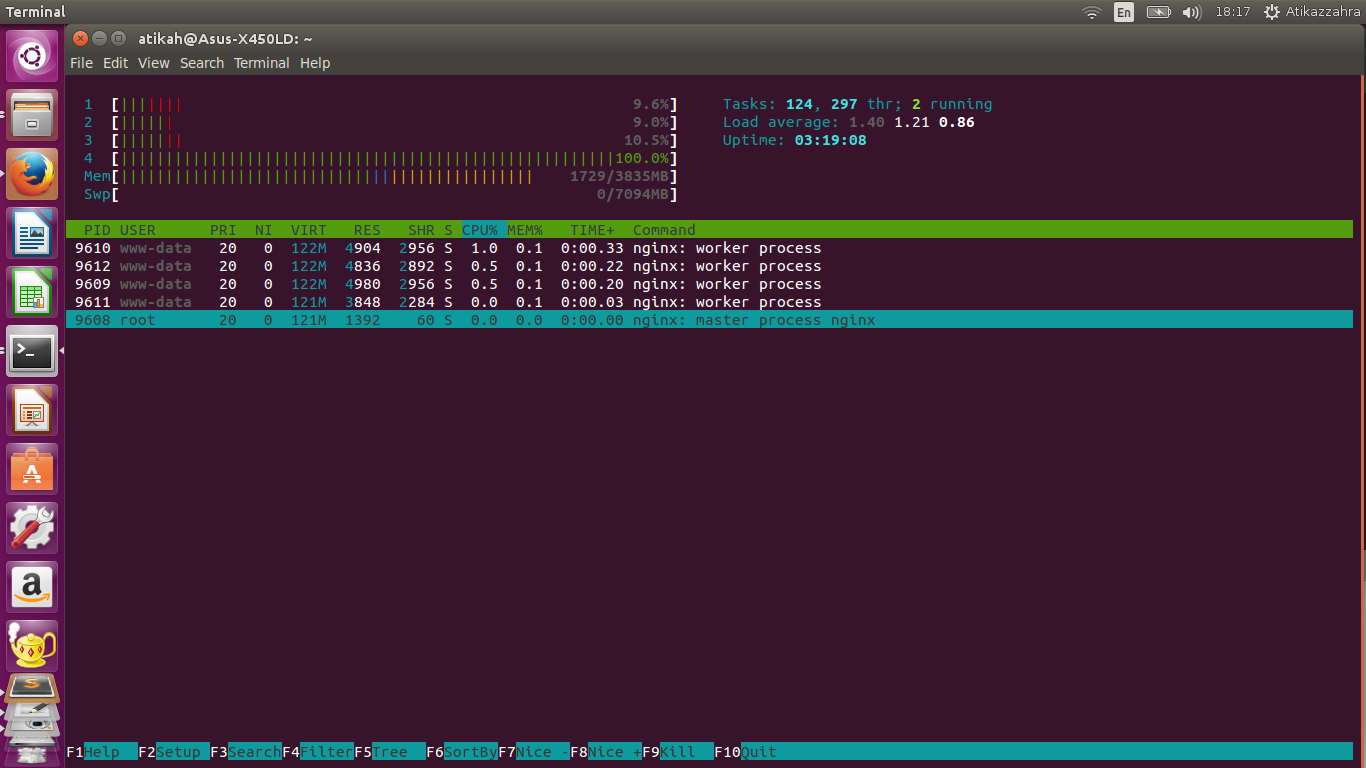 Terminal En 18:17 Atikazzahra
atikah@Asus-X450LD: ~
File Edit View Search Terminal Help
1 [||||||| 9.6%] Tasks: 124, 297 thr; 2 running
2 [|||||| 9.0%] Load average: 1.40 1.21 0.86
3 [||||||| 10.5%] Uptime: 03:19:08
4 [|||||||||||||||||||||||||||||||||||||||||||||||||||||||100.0%]
Mem[|||||||||||||||||||||||||||||||||||||||||||||| 1729/3835MB]
Swp[ 0/7094MB]
PID USER PRI NI VIRT RES SHR S CPU% MEM% TIME+ Command
9610 www-data 20 0 122M 4904 2956 S 1.0 0.1 0:00.33 nginx: worker process
9612 www-data 20 0 122M 4836 2892 S 0.5 0.1 0:00.22 nginx: worker process
9609 www-data 20 0 122M 4980 2956 S 0.5 0.1 0:00.20 nginx: worker process
9611 www-data 20 0 121M 3848 2284 S 0.0 0.1 0:00.03 nginx: worker process
9608 root 20 0 121M 1392 60 S 0.0 0.0 0:00.00 nginx: master process nginx
F1Help F2Setup F3SearchF4FilterF5Tree F6SortByF7Nice -F8Nice +F9Kill F10Quit